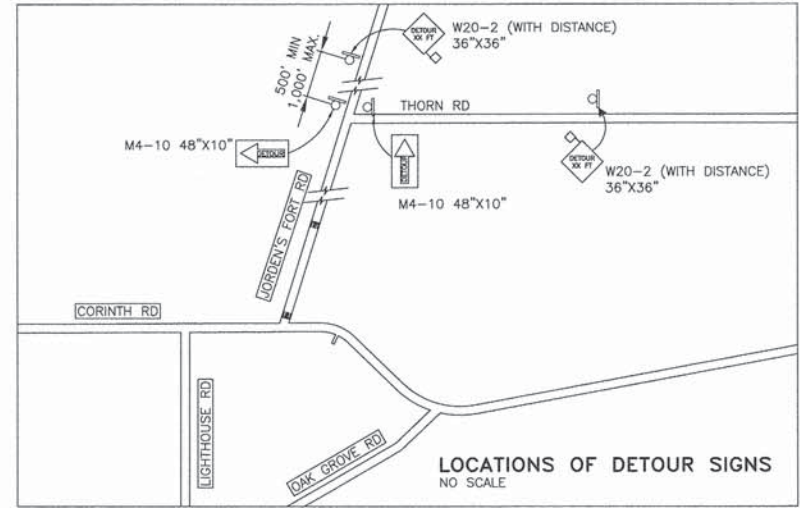 W20-2 (WITH DISTANCE)
36"X36"
DETOUR
XX FT
500' MIN
1,000' MAX.
THORN RD
M4-10 48"X10"
DETOUR
DETOUR
M4-10 48"X10"
DETOUR
XX FT
W20-2 (WITH DISTANCE)
36"X36"
JORDEN'S FORT RD
CORINTH RD
LIGHTHOUSE RD
OAK GROVE RD
LOCATIONS OF DETOUR SIGNS
NO SCALE